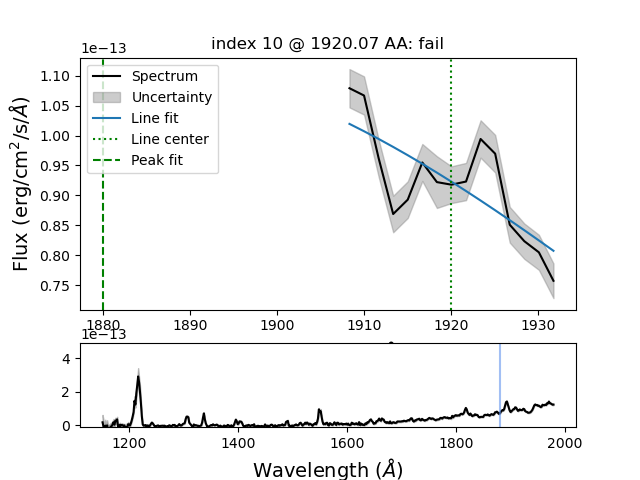 index 10 @ 1920.07 AA: fail
1e−13
Flux (erg/cm²/s/Å)
1.10
1.05
1.00
0.95
0.90
0.85
0.80
0.75
Spectrum
Uncertainty
Line fit
Line center
Peak fit
1880 1890 1900 1910 1920 1930
1e−13
4
2
0
1200 1400 1600 1800 2000
Wavelength (Å)